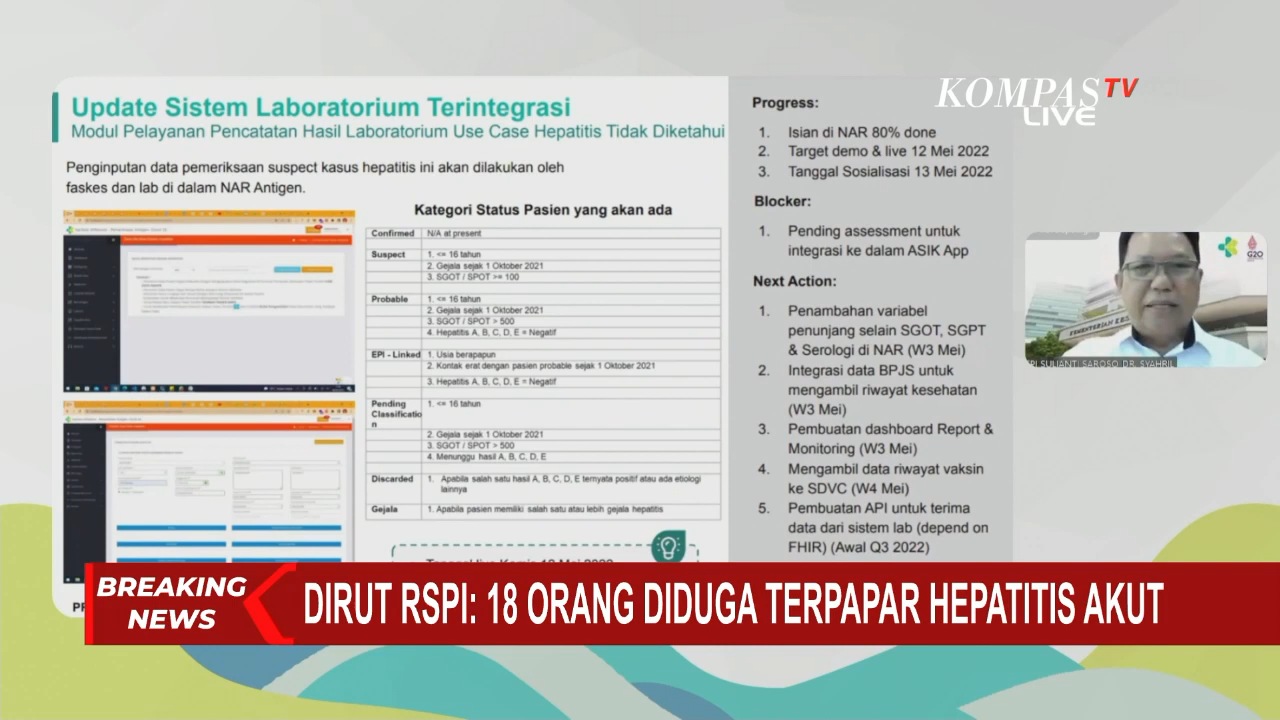 KOMPAS TV
LIVE
Update Sistem Laboratorium Terintegrasi
Modul Pelayanan Pencatatan Hasil Laboratorium Use Case Hepatitis Tidak Diketahui
Penginputan data pemeriksaan suspect kasus hepatitis ini akan dilakukan oleh
faskes dan lab di dalam NAR Antigen.
Kategori Status Pasien yang akan ada
Confirmed N/A at present
Suspect 1. <= 16 tahun
2. Gejala sejak 1 Oktober 2021
3. SGOT / SPOT >= 100
Probable 1. <= 16 tahun
2. Gejala sejak 1 Oktober 2021
3. SGOT / SPOT > 500
4. Hepatitis A, B, C, D, E = Negatif
EPI - Linked 1. Usia berapapun
2. Kontak erat dengan pasien probable sejak 1 Oktober 2021
3. Hepatitis A, B, C, D, E = Negatif
Pending 1. <= 16 tahun
Classificatio
n
2. Gejala sejak 1 Oktober 2021
3. SGOT / SPOT > 500
4. Menunggu hasil A, B, C, D, E
Discarded 1. Apabila salah satu hasil A, B, C, D, E ternyata positif atau ada etiologi
lainnya
Gejala 1. Apabila pasien memiliki salah satu atau lebih gejala hepatitis
Progress:
1. Isian di NAR 80% done
2. Target demo & live 12 Mei 2022
3. Tanggal Sosialisasi 13 Mei 2022
Blocker:
1. Pending assessment untuk
integrasi ke dalam ASIK App
Next Action:
1. Penambahan variabel
penunjang selain SGOT, SGPT
& Serologi di NAR (W3 Mei)
2. Integrasi data BPJS untuk
mengambil riwayat kesehatan
(W3 Mei)
3. Pembuatan dashboard Report &
Monitoring (W3 Mei)
4. Mengambil data riwayat vaksin
ke SDVC (W4 Mei)
5. Pembuatan API untuk terima
data dari sistem lab (depend on
FHIR) (Awal Q3 2022)
G20
KEMENTERIAN KES
SULIANTI SAROSO_DR. SYAHRIL
BREAKING
NEWS
DIRUT RSPI: 18 ORANG DIDUGA TERPAPAR HEPATITIS AKUT